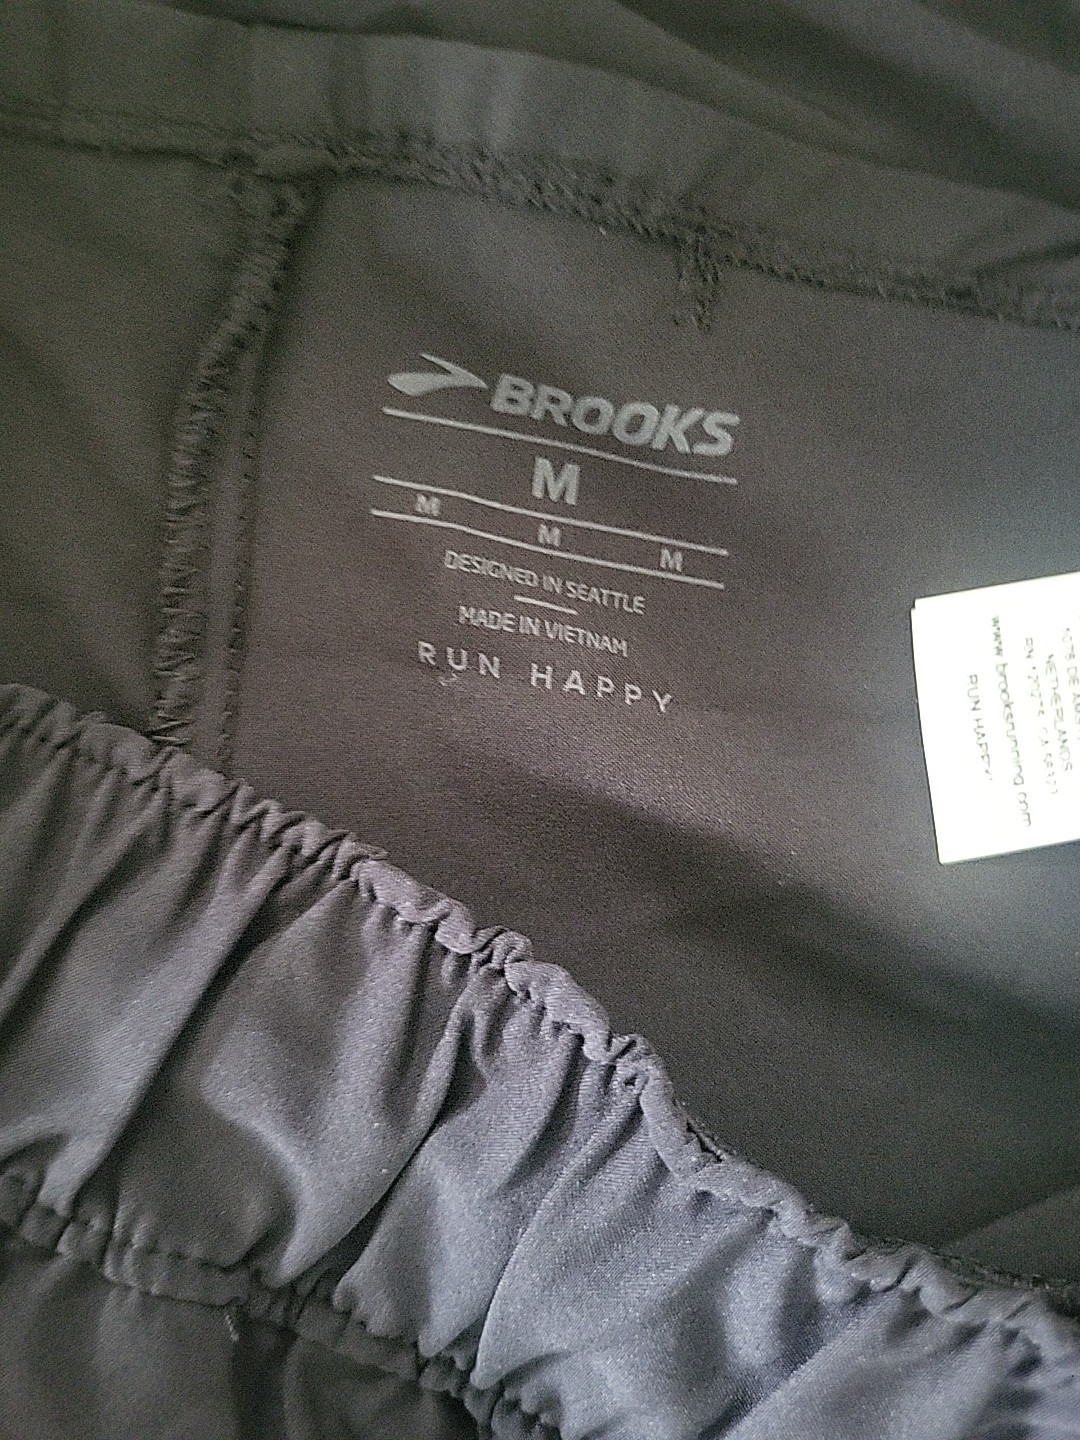 BROOKS
M
M M M
DESIGNED IN SEATTLE
MADE IN VIETNAM
RUN HAPPY
NETHERLANDS
www.brooksrunning.com
RUN HAPPY!